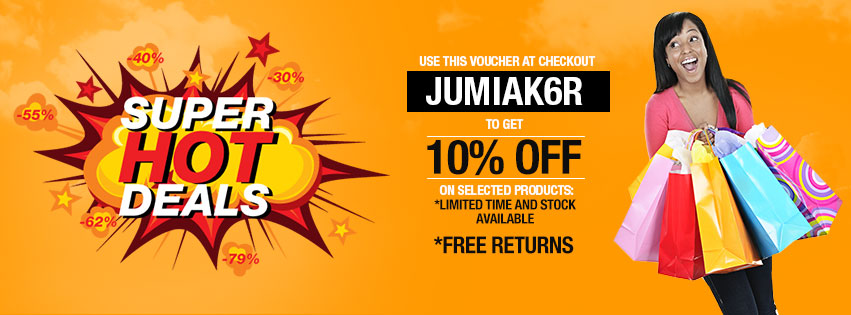 -40%
-30%
-55%
SUPER
HOT
DEALS
-62%
-79%
USE THIS VOUCHER AT CHECKOUT
JUMIAK6R
TO GET
10% OFF
ON SELECTED PRODUCTS:
*LIMITED TIME AND STOCK
AVAILABLE
*FREE RETURNS